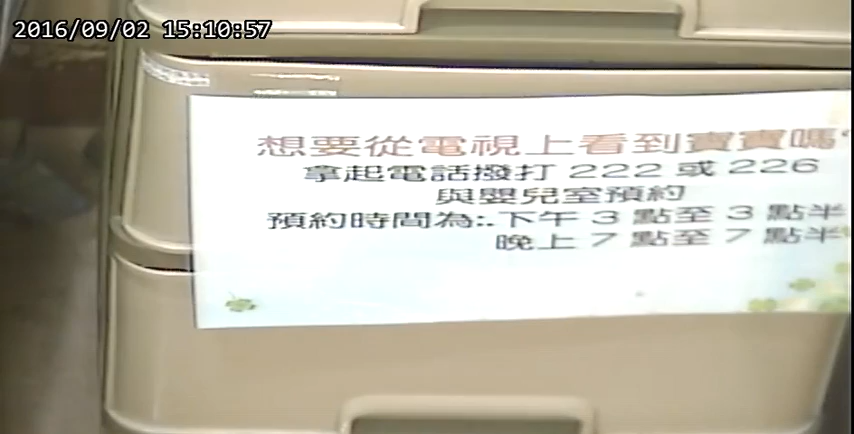 2016/09/02 15:10:57
想要從電視上看到寶寶嗎
拿起電話撥打 222 或 226
與嬰兒室預約
預約時間為:.下午 3 點至 3 點半
晚上 7 點至 7 點半